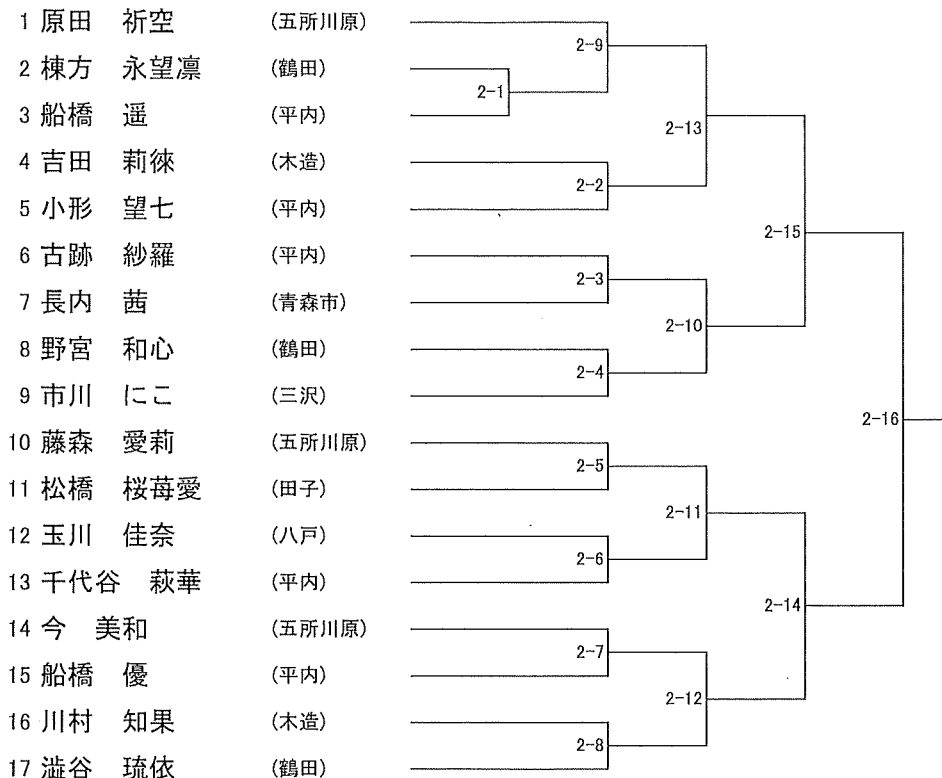 1 原田 祈空 (五所川原)
2-9
2 棟方 永望凛 (鶴田)
2-1
3 船橋 遥 (平内)
2-13
4 吉田 莉徠 (木造)
2-2
5 小形 望七 (平内)
2-15
6 古跡 紗羅 (平内)
2-3
7 長内 茜 (青森市)
2-10
8 野宮 和心 (鶴田)
2-4
9 市川 にこ (三沢)
2-16
10 藤森 愛莉 (五所川原)
2-5
11 松橋 桜苺愛 (田子)
2-11
12 玉川 佳奈 (八戸)
2-6
13 千代谷 萩華 (平内)
2-14
14 今 美和 (五所川原)
2-7
15 船橋 優 (平内)
2-12
16 川村 知果 (木造)
2-8
17 澁谷 琉依 (鶴田)